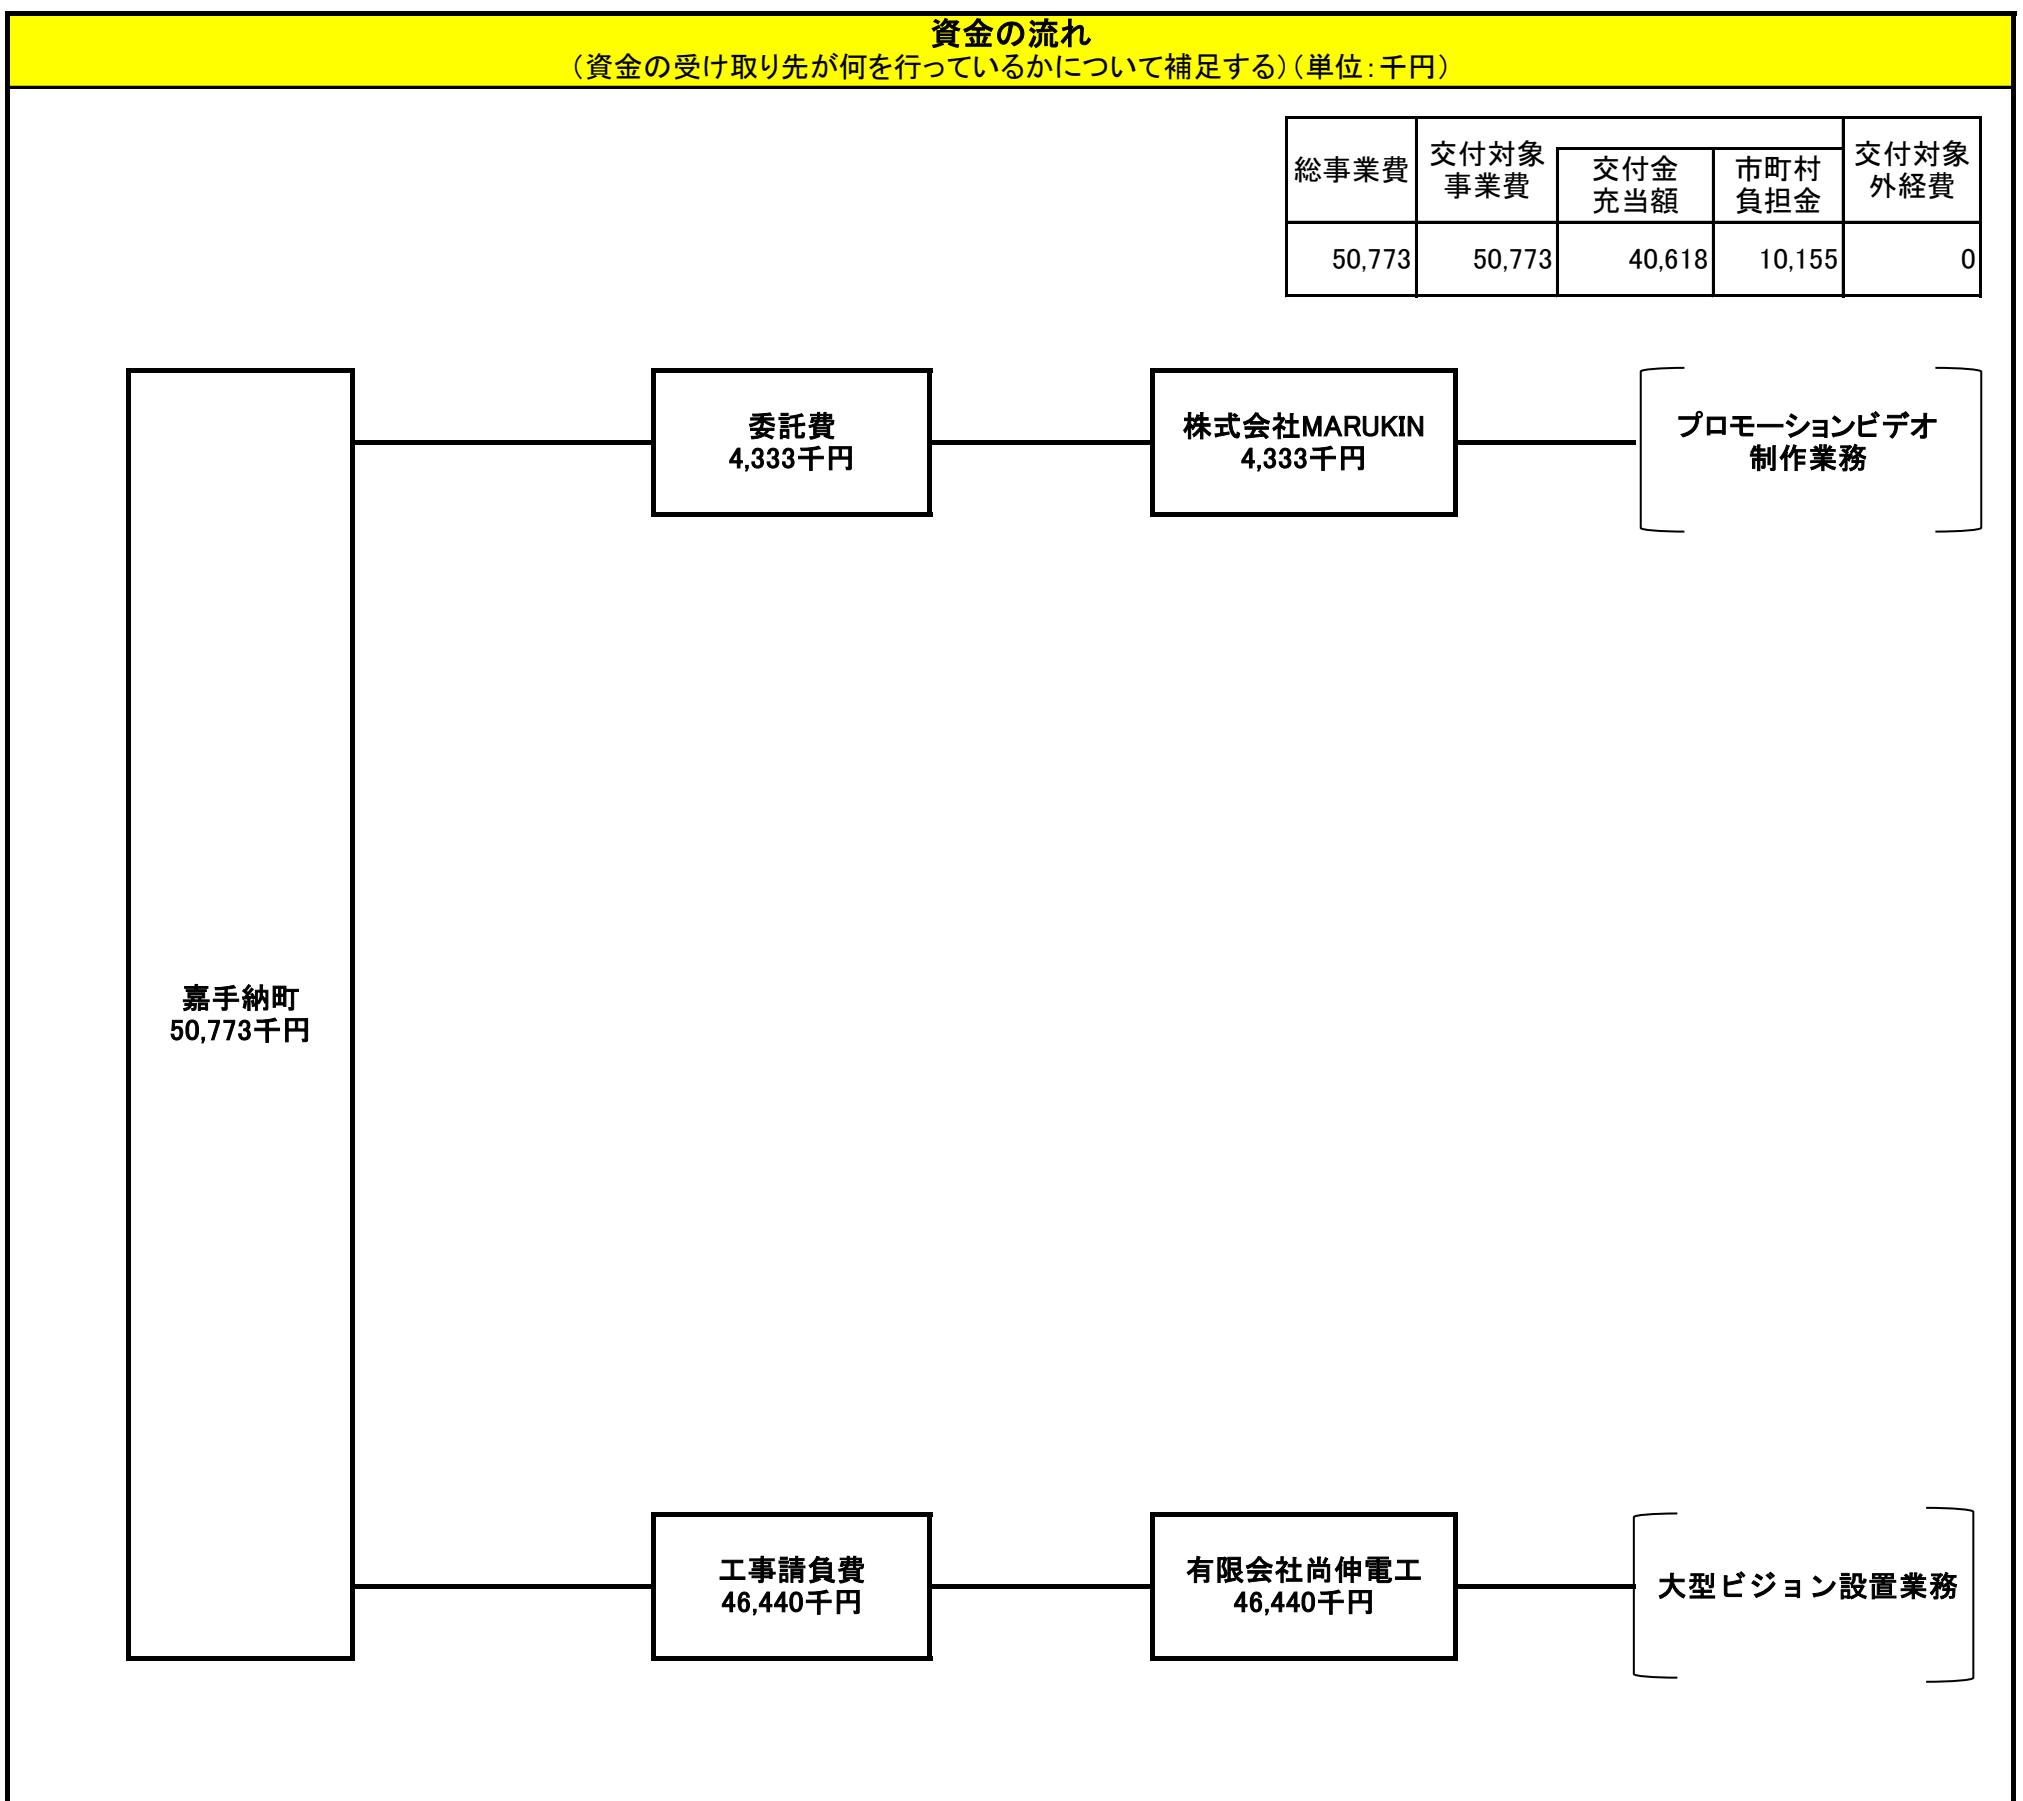 資金の流れ
（資金の受け取り先が何を行っているかについて補足する）（単位：千円）
総事業費
交付対象
事業費
交付金
充当額
市町村
負担金
交付対象
外経費
50,773
50,773
40,618
10,155
0
嘉手納町
50,773千円
委託費
4,333千円
株式会社MARUKIN
4,333千円
プロモーションビデオ
制作業務
工事請負費
46,440千円
有限会社尚伸電工
46,440千円
大型ビジョン設置業務